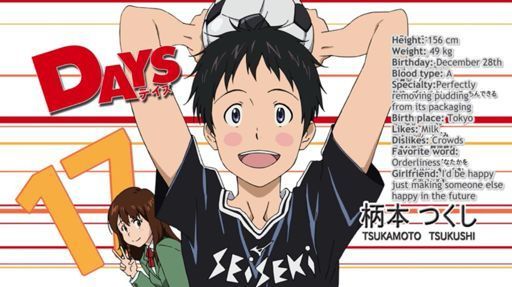 DAYS
デイズ
17
Height: 156 cm
Weight: 49 kg
Birthday: December 28th
Blood type: A
Specialty:Perfectly
removing pudding
from its packaging
Birth place: Tokyo
Likes: Milk
Dislikes: Crowds
Favorite word:
Orderliness
Girlfriend: I'd be happy
just making someone else
happy in the future
柄本 つくし
TSUKAMOTO TSUKUSHI
SEISEKI